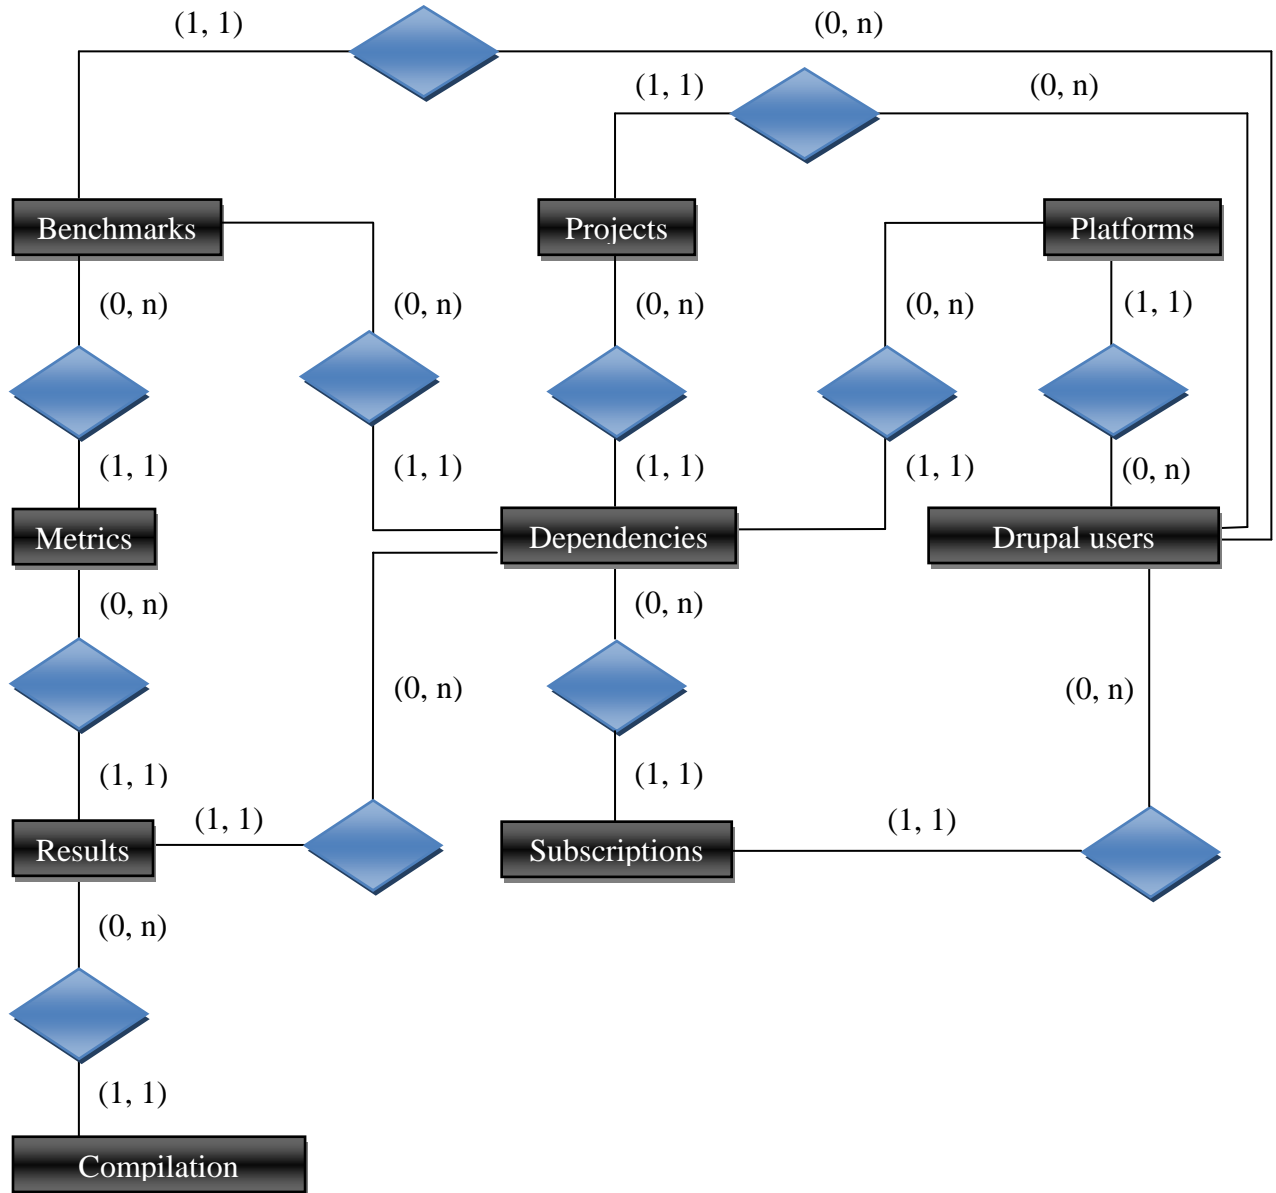 (1, 1)
(0, n)
(1, 1)
(0, n)
Benchmarks
Projects
Platforms
(0, n)
(0, n)
(0, n)
(0, n)
(1, 1)
(1, 1)
(1, 1)
(1, 1)
(1, 1)
(0, n)
Metrics
Dependencies
Drupal users
(0, n)
(0, n)
(0, n)
(0, n)
(1, 1)
(1, 1)
(1, 1)
(1, 1)
Results
Subscriptions
(0, n)
(1, 1)
Compilation